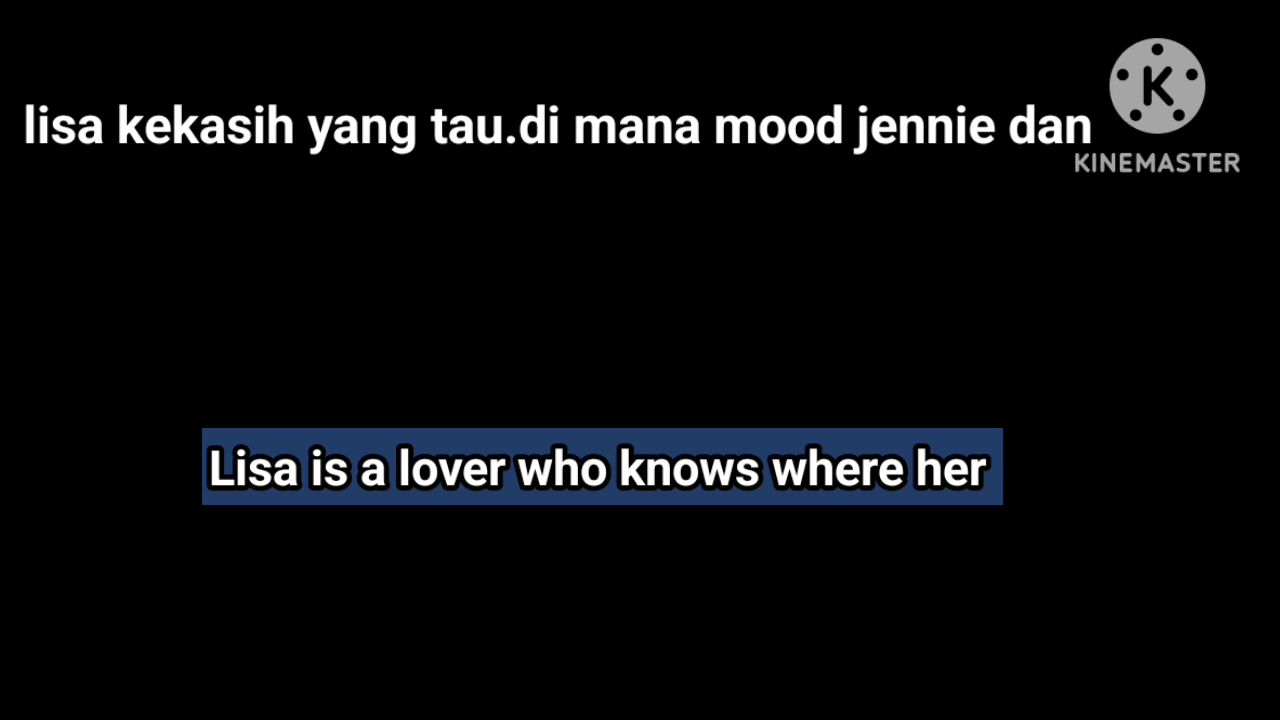 lisa kekasih yang tau.di mana mood jennie dan
K
KINEMASTER
Lisa is a lover who knows where her